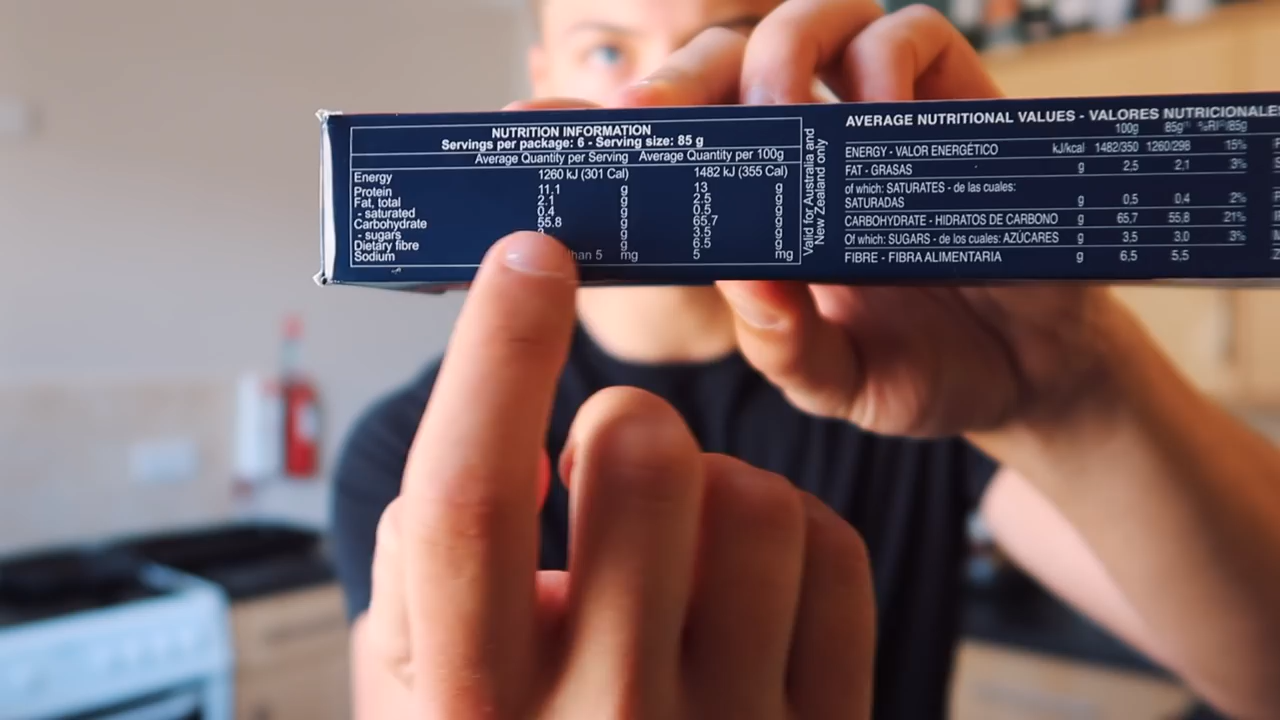 NUTRITION INFORMATION
Servings per package: 6 - Serving size: 85 g
Average Quantity per Serving Average Quantity per 100g
Energy 1260 kJ (301 Cal) 1482 kJ (355 Cal)
Protein 11.1 g 13 g
Fat, total 2.1 g 2.5 g
- saturated 0.4 g 0.5 g
Carbohydrate 55.8 g 65.7 g
- sugars g 3.5 g
Dietary fibre g 6.5 g
Sodium than 5 mg 5 mg
Valid for Australia and
New Zealand only
AVERAGE NUTRITIONAL VALUES - VALORES NUTRICIONALE
100g 85g %RI /85g
ENERGY - VALOR ENERGÉTICO kJ/kcal 1482/350 1260/298 15%
FAT - GRASAS g 2,5 2,1 3%
of which: SATURATES - de las cuales:
SATURADAS g 0,5 0,4 2%
CARBOHYDRATE - HIDRATOS DE CARBONO g 65,7 55,8 21%
Of which: SUGARS - de los cuales: AZÚCARES g 3,5 3,0 3%
FIBRE - FIBRA ALIMENTARIA g 6,5 5,5